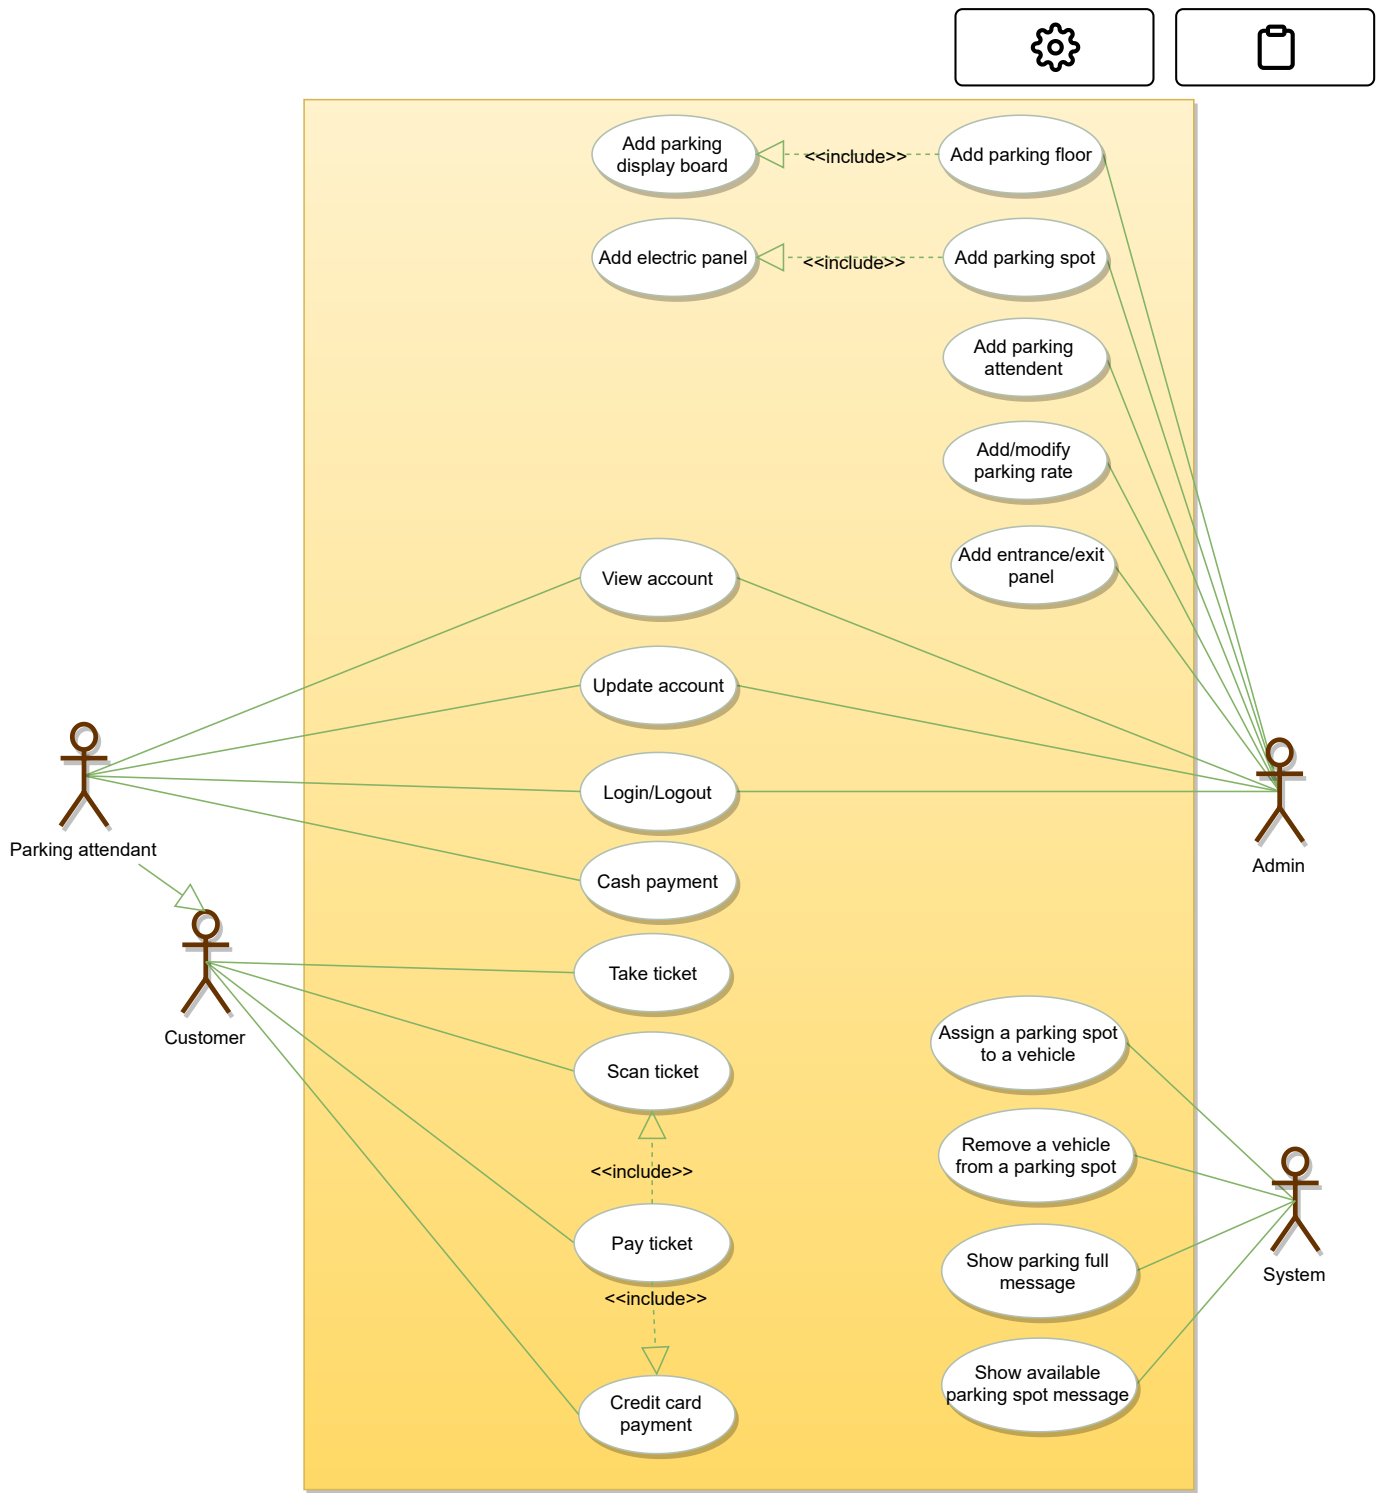 Add parking
display board
<<include>>
Add parking floor
Add electric panel
<<include>>
Add parking spot
Add parking
attendent
Add/modify
parking rate
Add entrance/exit
panel
View account
Update account
Login/Logout
Parking attendant
Admin
Cash payment
Take ticket
Customer
Scan ticket
Assign a parking spot
to a vehicle
<<include>>
Remove a vehicle
from a parking spot
Pay ticket
Show parking full
message
System
<<include>>
Credit card
payment
Show available
parking spot message